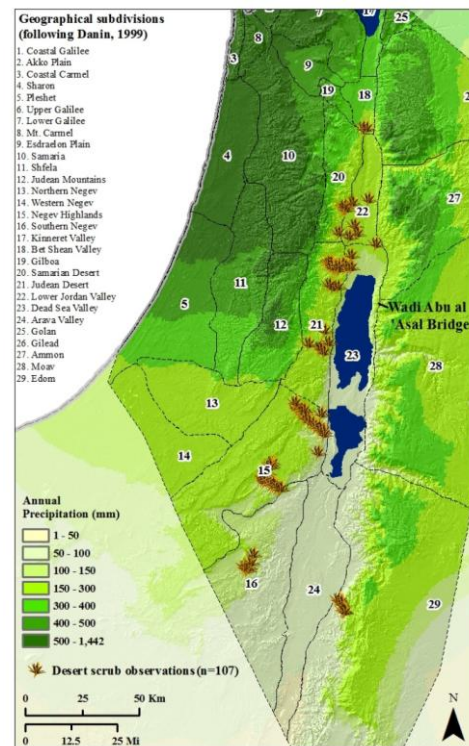 Geographical subdivisions
(following Danin, 1999)
1. Coastal Galilee
2. Akko Plain
3. Coastal Carmel
4. Sharon
5. Pleshet
6. Upper Galilee
7. Lower Galilee
8. Mt. Carmel
9. Esdraelon Plain
10. Samaria
11. Shfela
12. Judean Mountains
13. Northern Negev
14. Western Negev
15. Negev Highlands
16. Southern Negev
17. Kinneret Valley
18. Bet Shean Valley
19. Gilboa
20. Samarian Desert
21. Judean Desert
22. Lower Jordan Valley
23. Dead Sea Valley
24. Arava Valley
25. Golan
26. Gilead
27. Ammon
28. Moav
29. Edom
17
25
8
3
9
19
18
4
10
20
22
27
Wadi Abu al
'Asal Bridge
5
11
12
21
23
28
13
14
15
16
24
29
Annual
Precipitation (mm)
1 - 50
50 - 100
100 - 150
150 - 300
300 - 400
400 - 500
500 - 1,442
Desert scrub observations (n=107)
0 25 50 Km
0 12.5 25 Mi
N